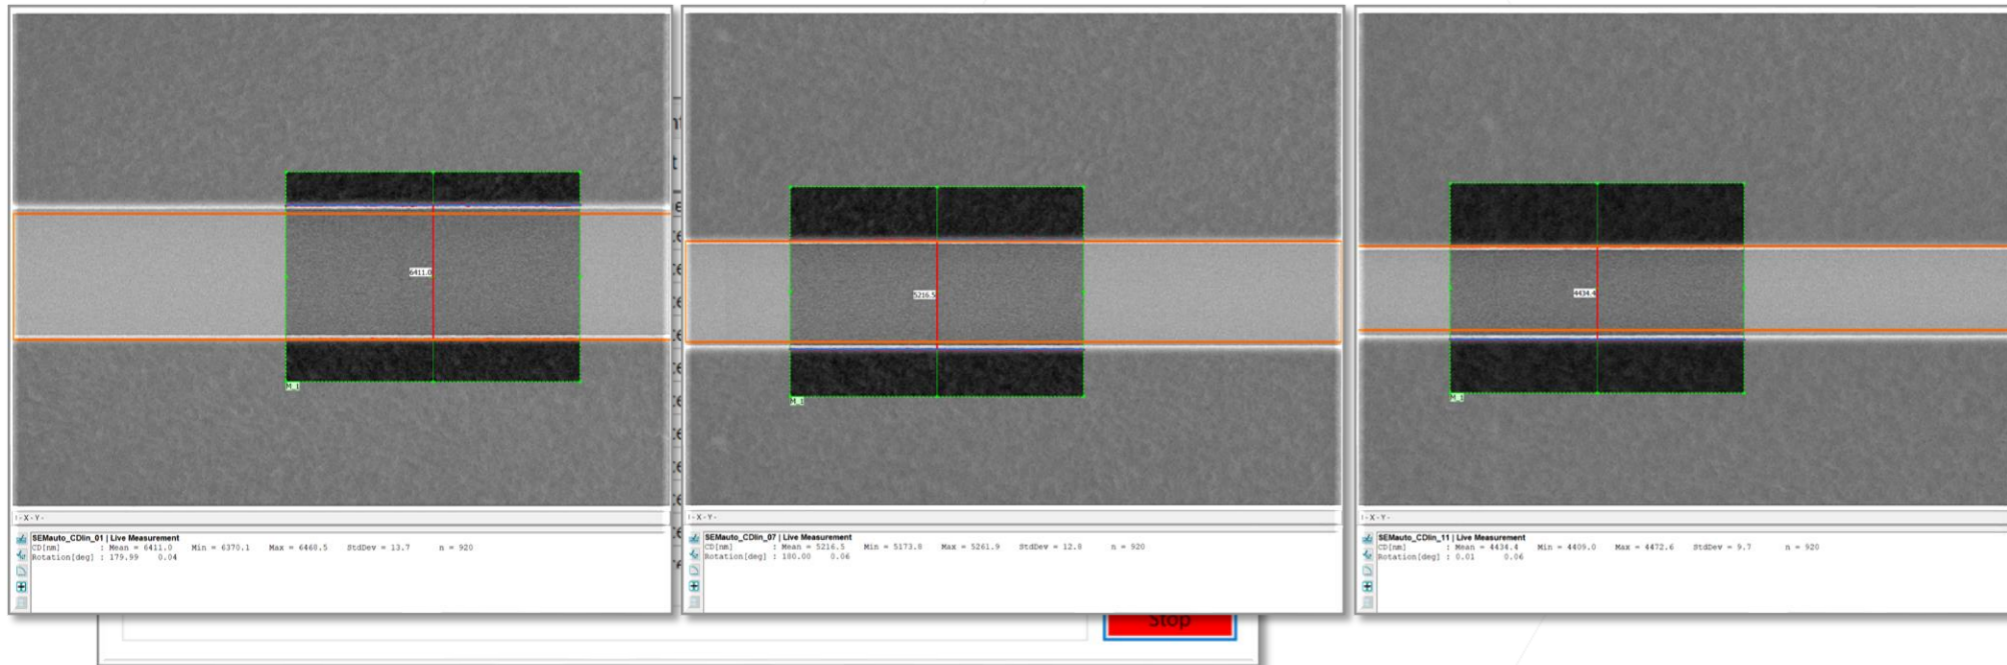 6411.0
M_1
:-X-Y-
SEMauto_CDlin_01 | Live Measurement
CD[nm] : Mean = 6411.0 Min = 6370.1 Max = 6468.5 StdDev = 13.7 n = 920
Rotation[deg] : 179.99 0.04
5216.5
M_1
:-X-Y-
SEMauto_CDlin_07 | Live Measurement
CD[nm] : Mean = 5216.5 Min = 5173.8 Max = 5261.9 StdDev = 12.8 n = 920
Rotation[deg] : 180.00 0.06
4434.4
M_1
:-X-Y-
SEMauto_CDlin_11 | Live Measurement
CD[nm] : Mean = 4434.4 Min = 4409.0 Max = 4472.6 StdDev = 9.7 n = 920
Rotation[deg] : 0.01 0.06
Stop